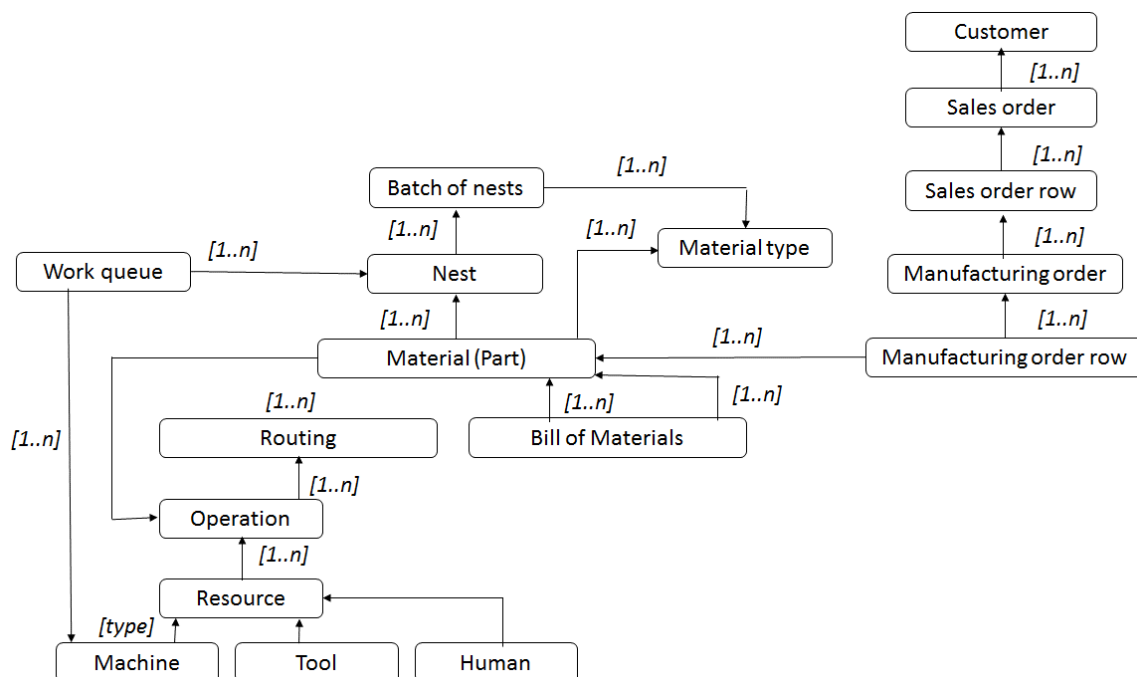 Customer
[1..n]
Sales order
[1..n]
[1..n]
Batch of nests
Sales order row
[1..n]
[1..n]
[1..n]
[1..n]
Work queue
Nest
Material type
Manufacturing order
[1..n]
[1..n]
[1..n]
Material (Part)
Manufacturing order row
[1..n]
[1..n]
[1..n]
Routing
Bill of Materials
[1..n]
[1..n]
Operation
[1..n]
Resource
[type]
Machine
Tool
Human